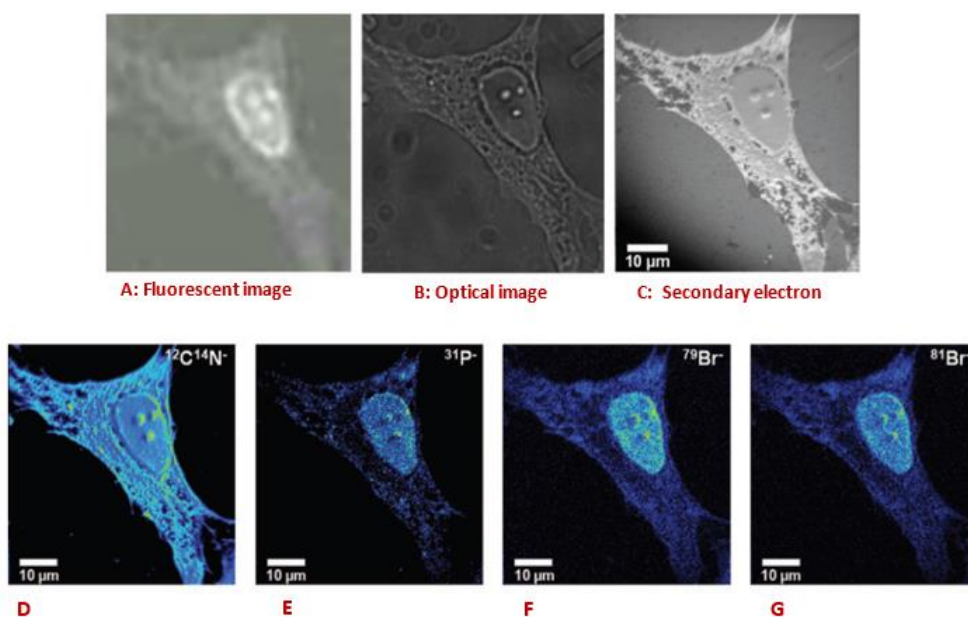 10 µm
A: Fluorescent image
B: Optical image
C: Secondary electron
¹²C¹⁴N⁻
³¹P⁻
⁷⁹Br⁻
⁸¹Br⁻
10 µm
10 µm
10 µm
10 µm
D
E
F
G